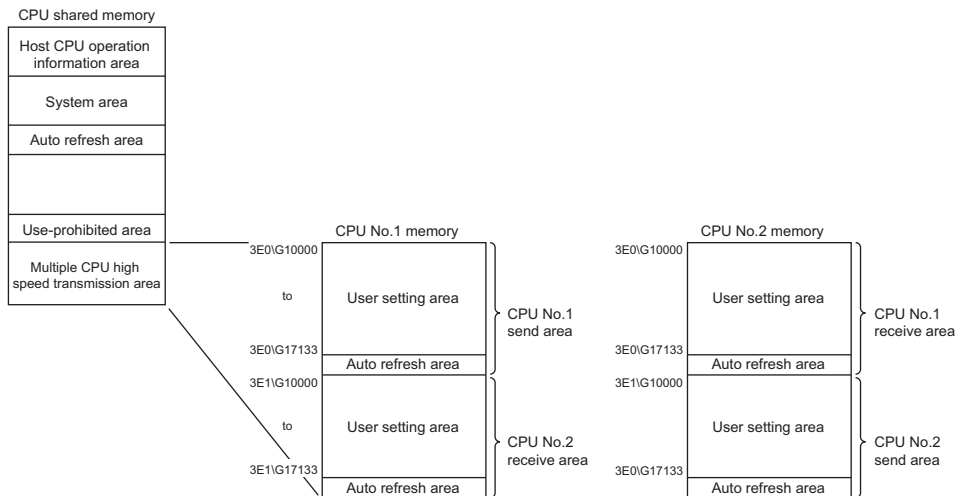 CPU shared memory
Host CPU operation
information area
System area
Auto refresh area
Use-prohibited area
Multiple CPU high
speed transmission area
CPU No.1 memory
3E0\G10000
to
User setting area
3E0\G17133
Auto refresh area
CPU No.1
send area
3E1\G10000
to
User setting area
3E1\G17133
Auto refresh area
CPU No.2
receive area
CPU No.2 memory
3E0\G10000
User setting area
3E0\G17133
Auto refresh area
CPU No.1
receive area
3E1\G10000
User setting area
3E0\G17133
Auto refresh area
CPU No.2
send area